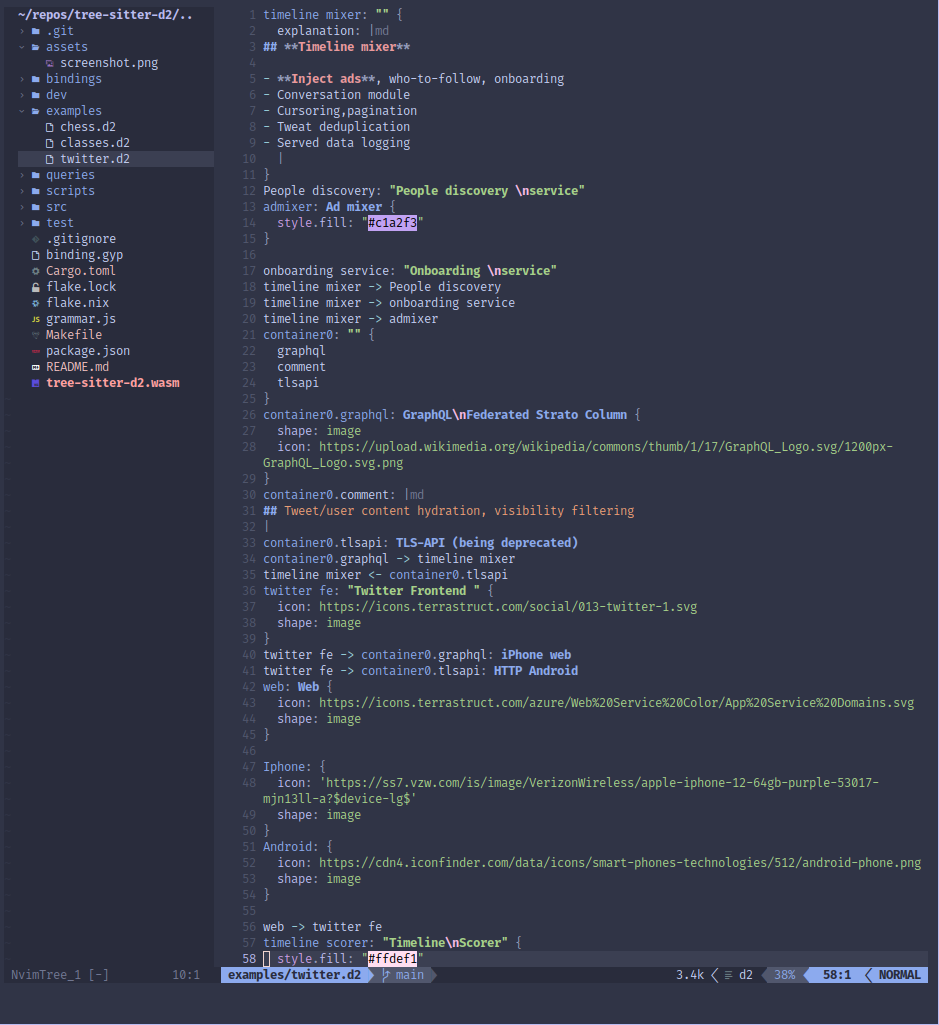 ~/repos/tree-sitter-d2/..
.git
assets
screenshot.png
bindings
dev
examples
chess.d2
classes.d2
twitter.d2
queries
scripts
src
test
.gitignore
binding.gyp
Cargo.toml
flake.lock
flake.nix
JS grammar.js
Makefile
package.json
README.md
tree-sitter-d2.wasm
NvimTree_1 [-] 10:1
1 timeline mixer: "" {
2 explanation: |md
3 ## **Timeline mixer**
4
5 - **Inject ads**, who-to-follow, onboarding
6 - Conversation module
7 - Cursoring,pagination
8 - Tweat deduplication
9 - Served data logging
10 |
11 }
12 People discovery: "People discovery \nservice"
13 admixer: Ad mixer {
14 style.fill: "#c1a2f3"
15 }
16
17 onboarding service: "Onboarding \nservice"
18 timeline mixer -> People discovery
19 timeline mixer -> onboarding service
20 timeline mixer -> admixer
21 container0: "" {
22 graphql
23 comment
24 tlsapi
25 }
26 container0.graphql: GraphQL\nFederated Strato Column {
27 shape: image
28 icon: https://upload.wikimedia.org/wikipedia/commons/thumb/1/17/GraphQL_Logo.svg/1200px-
GraphQL_Logo.svg.png
29 }
30 container0.comment: |md
31 ## Tweet/user content hydration, visibility filtering
32 |
33 container0.tlsapi: TLS-API (being deprecated)
34 container0.graphql -> timeline mixer
35 timeline mixer <- container0.tlsapi
36 twitter fe: "Twitter Frontend " {
37 icon: https://icons.terrastruct.com/social/013-twitter-1.svg
38 shape: image
39 }
40 twitter fe -> container0.graphql: iPhone web
41 twitter fe -> container0.tlsapi: HTTP Android
42 web: Web {
43 icon: https://icons.terrastruct.com/azure/Web%20Service%20Color/App%20Service%20Domains.svg
44 shape: image
45 }
46
47 Iphone: {
48 icon: 'https://ss7.vzw.com/is/image/VerizonWireless/apple-iphone-12-64gb-purple-53017-
mjn13ll-a?$device-lg$'
49 shape: image
50 }
51 Android: {
52 icon: https://cdn4.iconfinder.com/data/icons/smart-phones-technologies/512/android-phone.png
53 shape: image
54 }
55
56 web -> twitter fe
57 timeline scorer: "Timeline\nScorer" {
58 style.fill: "#ffdef1"
examples/twitter.d2 main 3.4k d2 38% 58:1 NORMAL